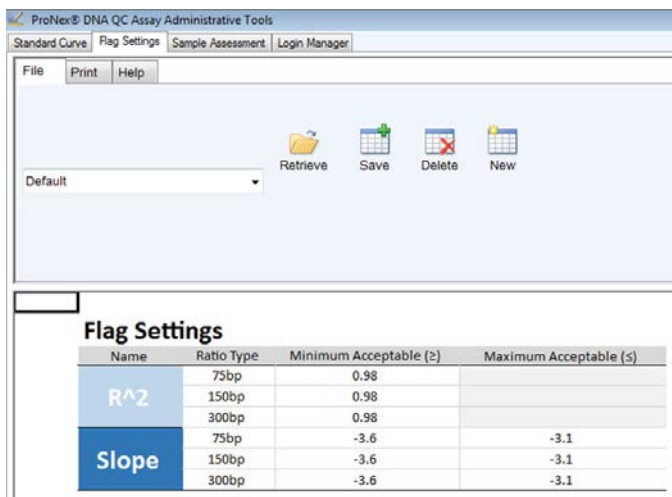 ProNex® DNA QC Assay Administrative Tools
Standard Curve Flag Settings Sample Assessment Login Manager
File Print Help
Retrieve Save Delete New
Default
Flag Settings
Name Ratio Type Minimum Acceptable (≥) Maximum Acceptable (≤)
R^2 75bp 0.98
150bp 0.98
300bp 0.98
Slope 75bp -3.6 -3.1
150bp -3.6 -3.1
300bp -3.6 -3.1